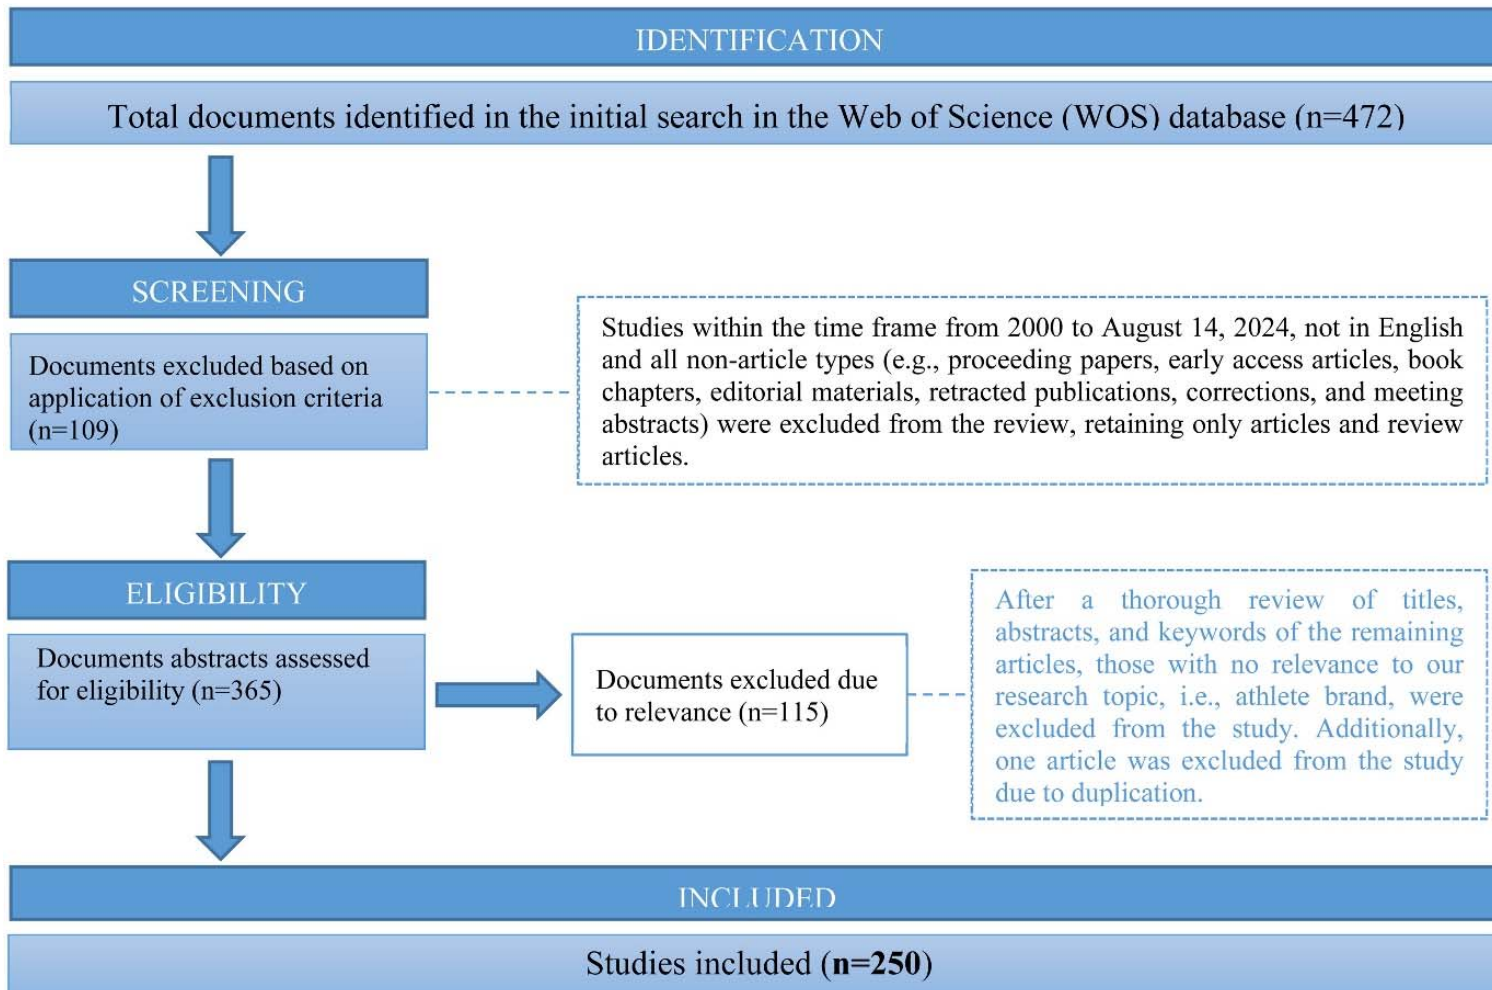 IDENTIFICATION
Total documents identified in the initial search in the Web of Science (WOS) database (n=472)
SCREENING
Documents excluded based on
application of exclusion criteria
(n=109)
Studies within the time frame from 2000 to August 14, 2024, not in English
and all non-article types (e.g., proceeding papers, early access articles, book
chapters, editorial materials, retracted publications, corrections, and meeting
abstracts) were excluded from the review, retaining only articles and review
articles.
ELIGIBILITY
Documents abstracts assessed
for eligibility (n=365)
Documents excluded due
to relevance (n=115)
After a thorough review of titles,
abstracts, and keywords of the remaining
articles, those with no relevance to our
research topic, i.e., athlete brand, were
excluded from the study. Additionally,
one article was excluded from the study
due to duplication.
INCLUDED
Studies included (n=250)